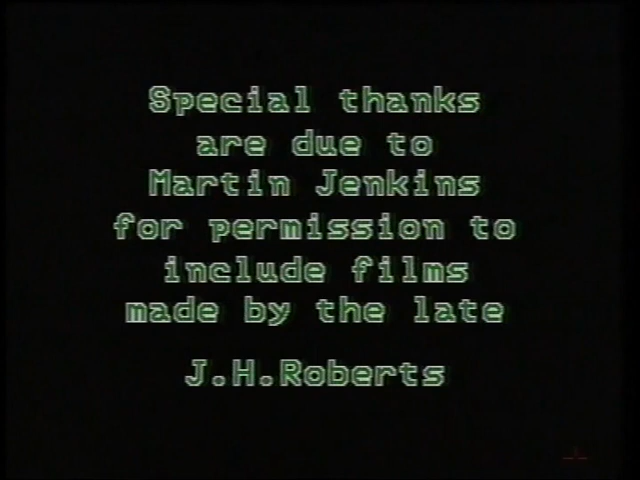 Special thanks
are due to
Martin Jenkins
for permission to
include films
made by the late
J.H.Roberts